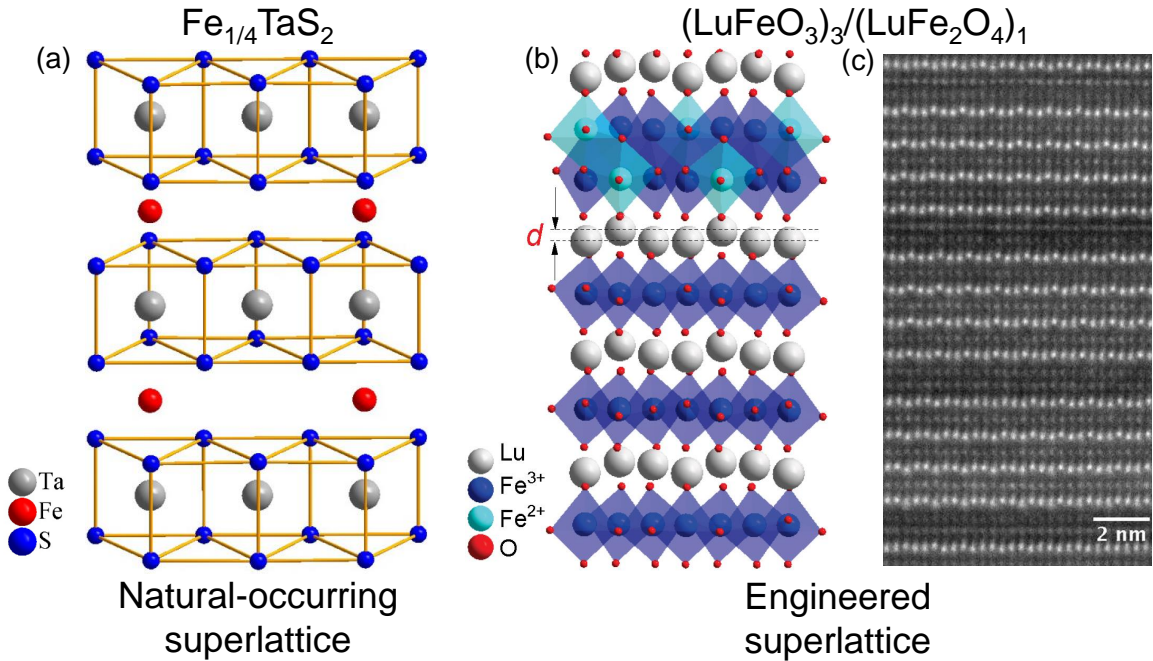 Fe1/4TaS2
(LuFeO3)3/(LuFe2O4)1
(a)
(b)
(c)
d
Ta
Fe
S
Lu
Fe3+
Fe2+
O
2 nm
Natural-occurring
superlattice
Engineered
superlattice